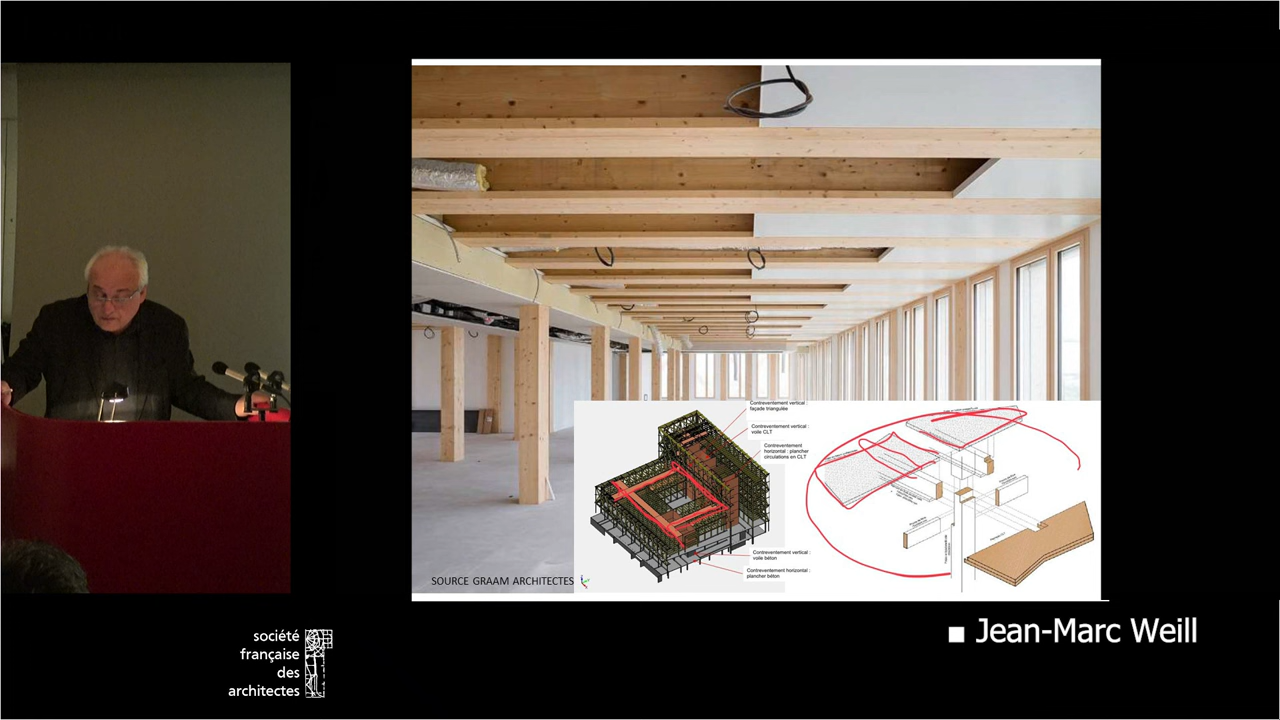 Contreventement vertical :
façade triangulée
Contreventement vertical :
voile CLT
Contreventement
horizontal : plancher
circulations en CLT
Contreventement vertical :
voile béton
Contreventement horizontal :
plancher béton
SOURCE GRAAM ARCHITECTES
Jean-Marc Weill
société
française
des
architectes